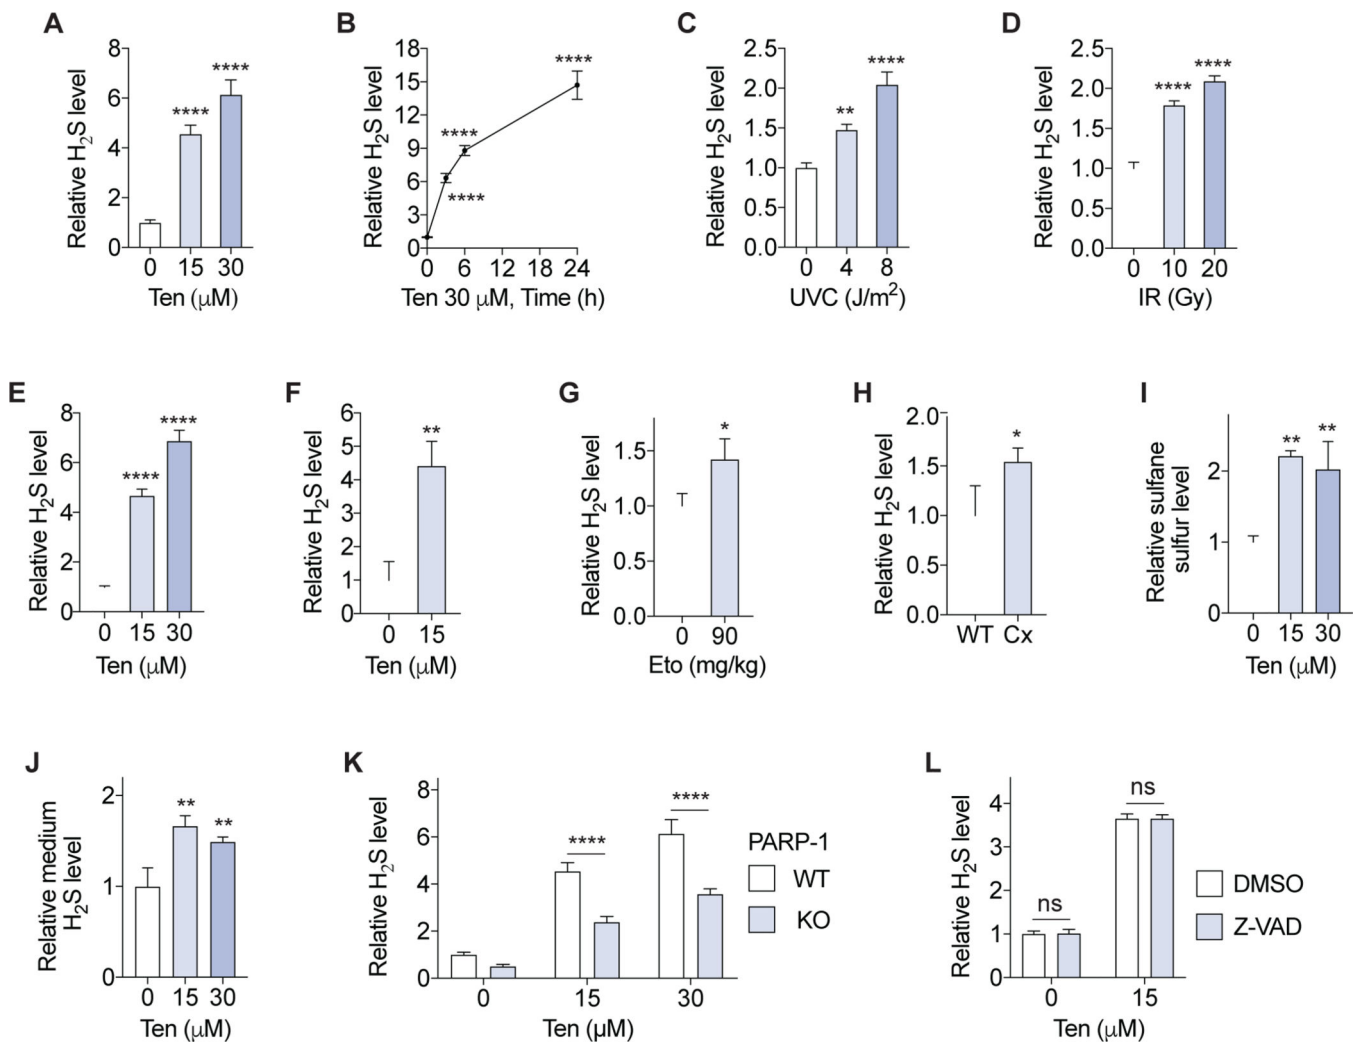 A
Relative H₂S level
8
6
4
2
0
****
****
0 15 30
Ten (μM)
B
Relative H₂S level
18
15
12
9
6
3
0
****
****
****
0 6 12 18 24
Ten 30 μM, Time (h)
C
Relative H₂S level
2.5
2.0
1.5
1.0
0.5
0.0
**
****
0 4 8
UVC (J/m²)
D
Relative H₂S level
2.5
2.0
1.5
1.0
0.5
0.0
****
****
0 10 20
IR (Gy)
E
Relative H₂S level
8
6
4
2
0
****
****
0 15 30
Ten (μM)
F
Relative H₂S level
6
5
4
3
2
1
0
**
0 15
Ten (μM)
G
Relative H₂S level
1.5
1.0
0.5
0.0
*
0 90
Eto (mg/kg)
H
Relative H₂S level
2.0
1.5
1.0
0.5
0.0
*
WT Cx
I
Relative sulfane
sulfur level
2
1
0
**
**
0 15 30
Ten (μM)
J
Relative medium
H₂S level
2
1
0
**
**
0 15 30
Ten (μM)
K
Relative H₂S level
8
6
4
2
0
****
****
0 15 30
Ten (μM)
PARP-1
WT
KO
L
Relative H₂S level
4
3
2
1
0
ns
ns
0 15
Ten (μM)
DMSO
Z-VAD